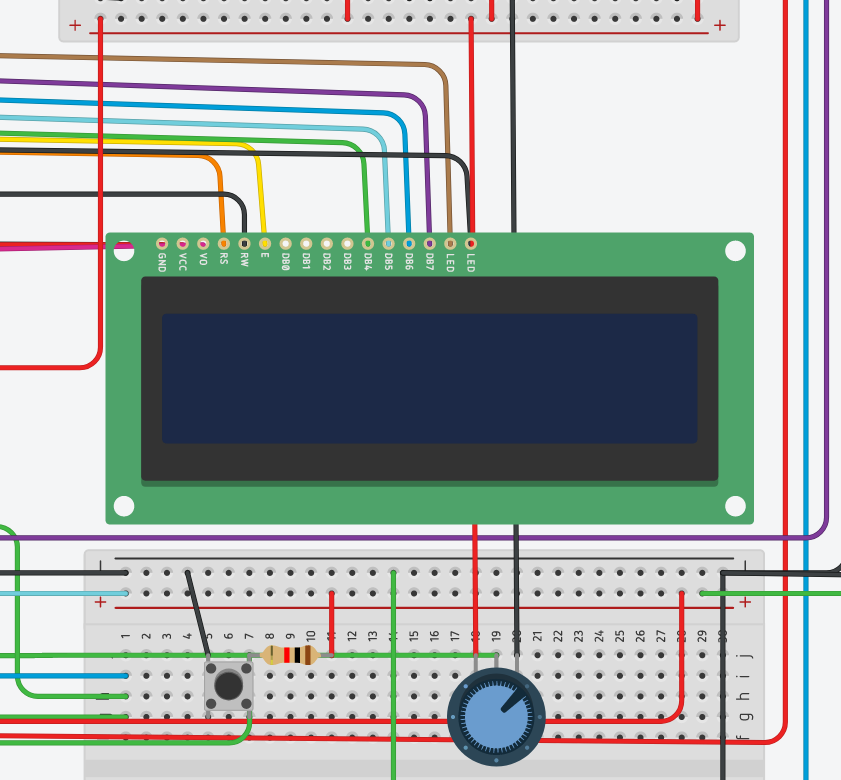 + +
GND VCC VO RS RW E DB0 DB1 DB2 DB3 DB4 DB5 DB6 DB7 LED LED
− −
+ +
1 2 3 4 5 6 7 8 9 10 11 12 13 14 15 16 17 18 19 20 21 22 23 24 25 26 27 28 29 30
j
i
h
g
f